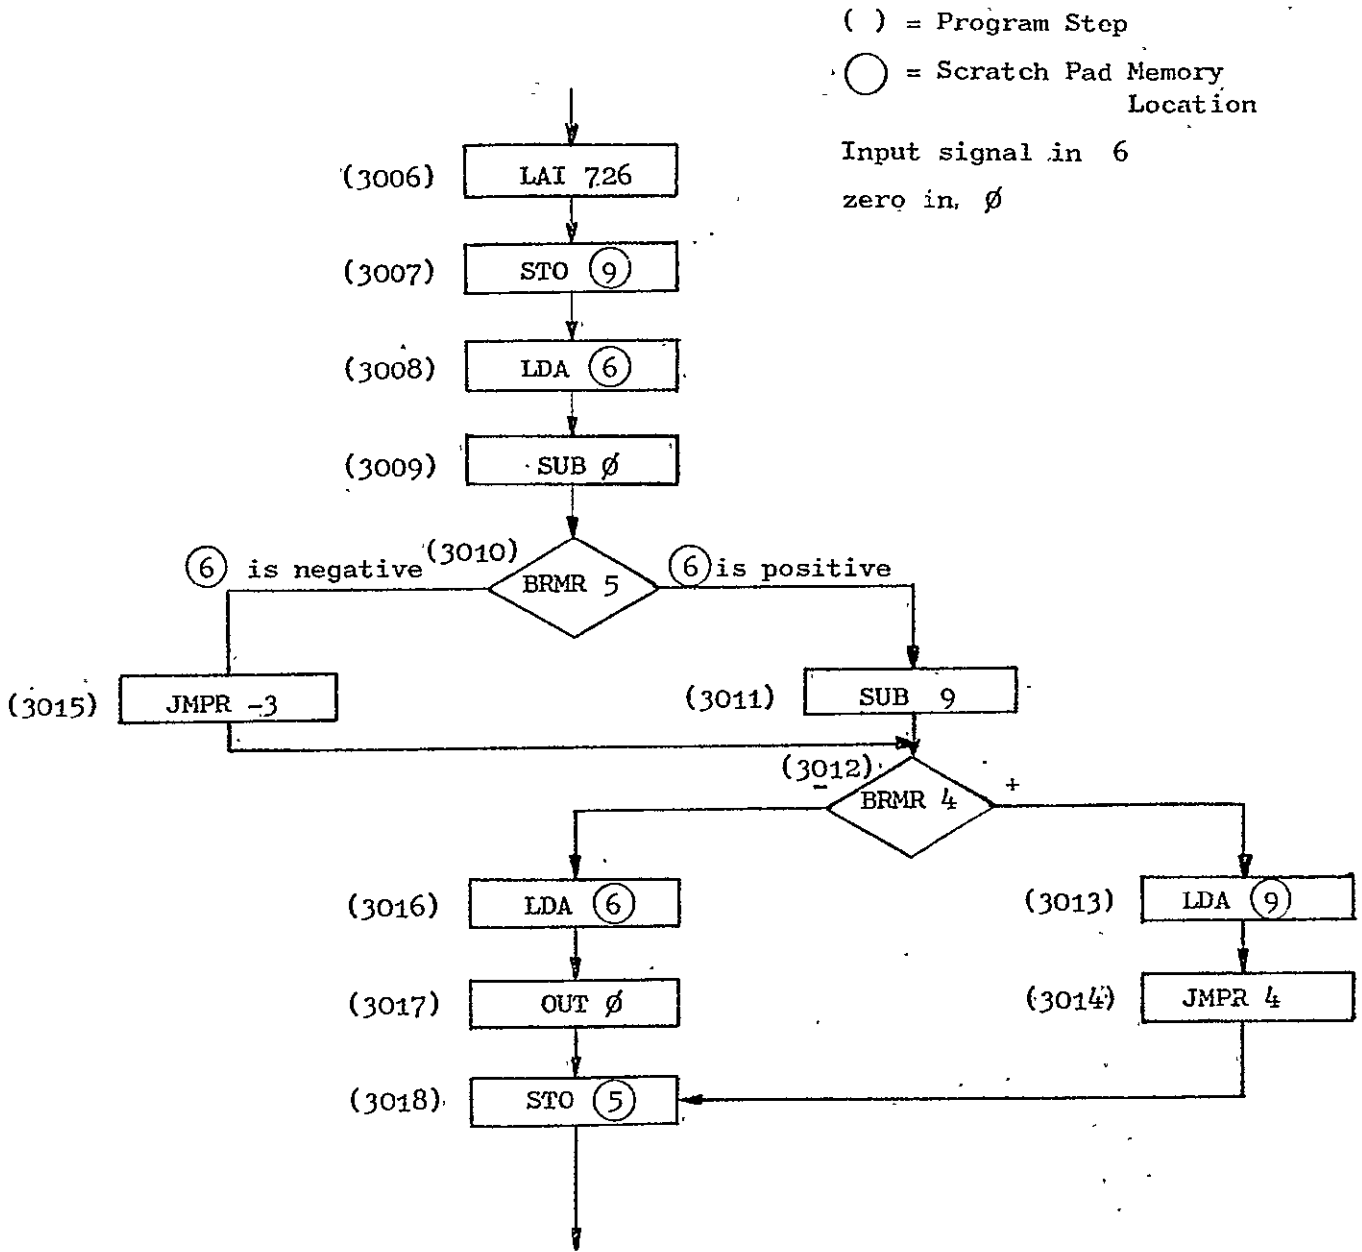 ( ) = Program Step
= Scratch Pad Memory
Location
Input signal in 6
zero in Ø
(3006) LAI 726
(3007) STO 9
(3008) LDA 6
(3009) SUB Ø
6 is negative (3010) BRMR 5 6 is positive
(3015) JMPR -3
(3011) SUB 9
(3012) - BRMR 4 +
(3016) LDA 6
(3013) LDA 9
(3017) OUT Ø
(3014) JMPR 4
(3018) STO 5